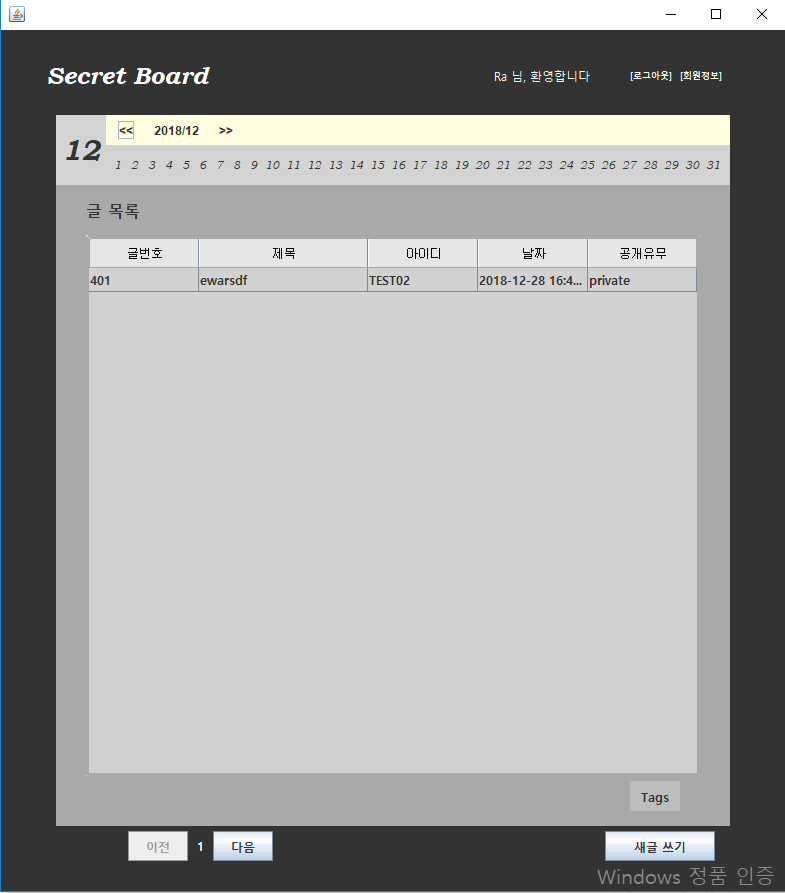 Secret Board
Ra 님, 환영합니다 [로그아웃] [회원정보]
12
<< 2018/12 >>
1 2 3 4 5 6 7 8 9 10 11 12 13 14 15 16 17 18 19 20 21 22 23 24 25 26 27 28 29 30 31
글 목록
글번호 제목 아이디 날짜 공개유무
401 ewarsdf TEST02 2018-12-28 16:4... private
Tags
이전 1 다음 새글 쓰기
Windows 정품 인증